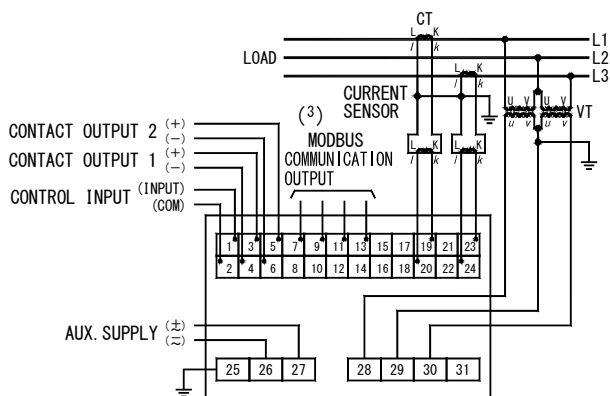 CT
L K
l k
L1
LOAD
L2
L3
L K
l k
CURRENT
SENSOR
U V U V
u v u v
VT
(3)
MODBUS
COMMUNICATION
OUTPUT
L K
l k
L K
l k
CONTACT OUTPUT 2 (+)
(−)
CONTACT OUTPUT 1 (+)
(−)
CONTROL INPUT (INPUT)
(COM)
1 3 5 7 9 11 13 15 17 19 21 23
2 4 6 8 10 12 14 16 18 20 22 24
AUX. SUPPLY (±)
(≂)
25 26 27
28 29 30 31